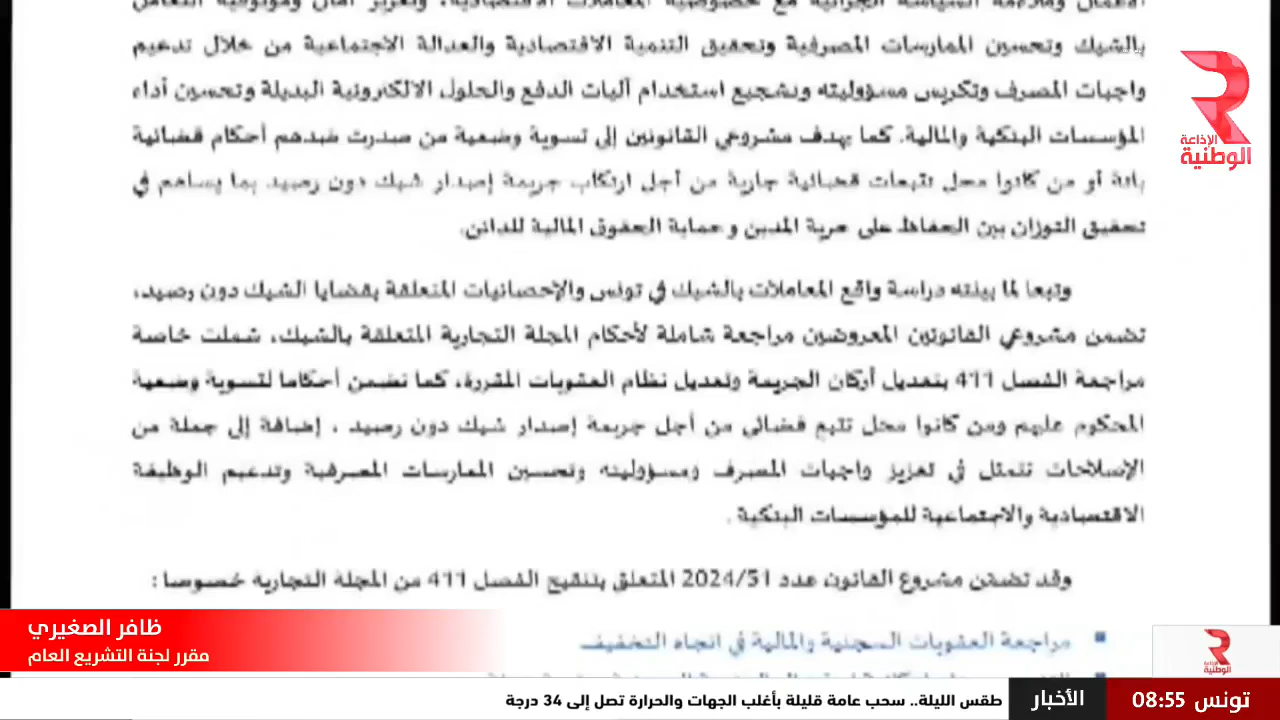 بالشيك وتحسين الممارسات المصرفية وتحقيق التنمية الاقتصادية والعدالة الاجتماعية من خلال تدعيم
واجبات المصرف وتكريس مسؤوليته وتشجيع استخدام آليات الدفع والحلول الالكترونية البديلة وتحسين أداء
المؤسسات البنكية والمالية. كما يهدف مشروعي القانونين إلى تسوية وضعية من صدرت ضدهم أحكام قضائية
باتة أو من كانوا محل تتبعات قضائية جارية من أجل ارتكاب جريمة إصدار شيك دون رصيد بما يساهم في
تحقيق التوزان بين الحفاظ على حرية المدين وحماية الحقوق المالية للدائن.
وتبعا لما بينته دراسة واقع المعاملات بالشيك في تونس والإحصائيات المتعلقة بقضايا الشيك دون رصيد،
تضمن مشروعي القانونين المعروضين مراجعة شاملة لأحكام المجلة التجارية المتعلقة بالشيك، شملت خاصة
مراجعة الفصل 411 بتعديل أركان الجريمة وتعديل نظام العقوبات المقررة، كما تضمن أحكاما لتسوية وضعية
المحكوم عليهم ومن كانوا محل تتبع قضائي من أجل جريمة إصدار شيك دون رصيد ، إضافة إلى جملة من
الإصلاحات تتمثل في تعزيز واجبات المصرف ومسؤوليته وتحسين الممارسات المصرفية وتدعيم الوظيفة
الاقتصادية والاجتماعية للمؤسسات البنكية .
وقد تضمن مشروع القانون عدد 2024/51 المتعلق بتنقيح الفصل 411 من المجلة التجارية خصوصا :
مراجعة العقوبات السجنية والمالية في اتجاه التخفيف
الإذاعة
الوطنية
ظافر الصغيري
مقرر لجنة التشريع العام
الوطنية
تونس 08:55
الأخبار
طقس الليلة.. سحب عامة قليلة بأغلب الجهات والحرارة تصل إلى 34 درجة